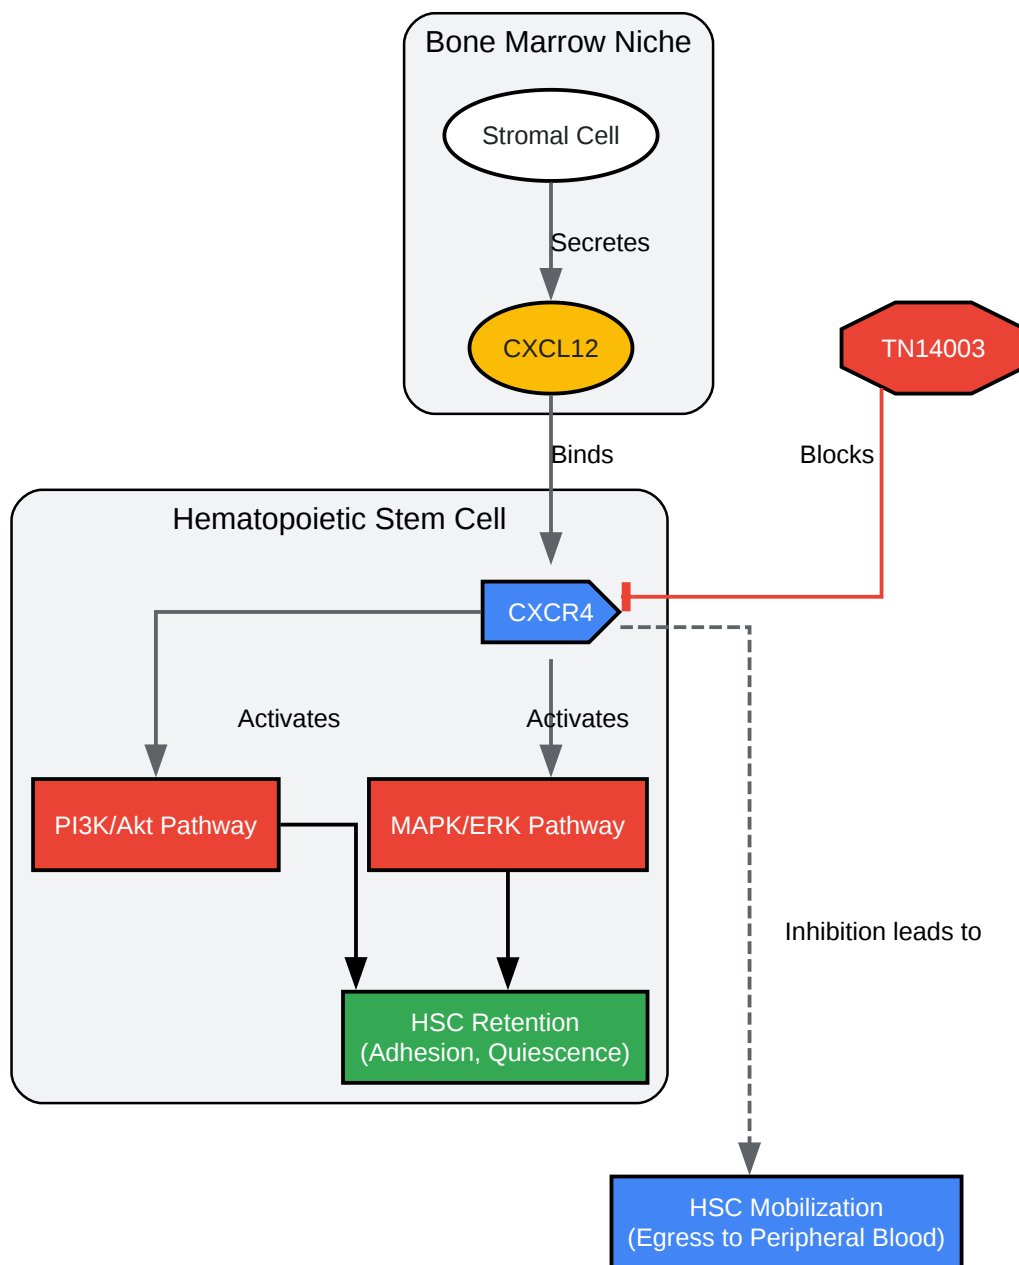 Bone Marrow Niche
Stromal Cell
Secretes
CXCL12
TN14003
Binds
Blocks
Hematopoietic Stem Cell
CXCR4
Activates
Activates
PI3K/Akt Pathway
MAPK/ERK Pathway
Inhibition leads to
HSC Retention
(Adhesion, Quiescence)
HSC Mobilization
(Egress to Peripheral Blood)